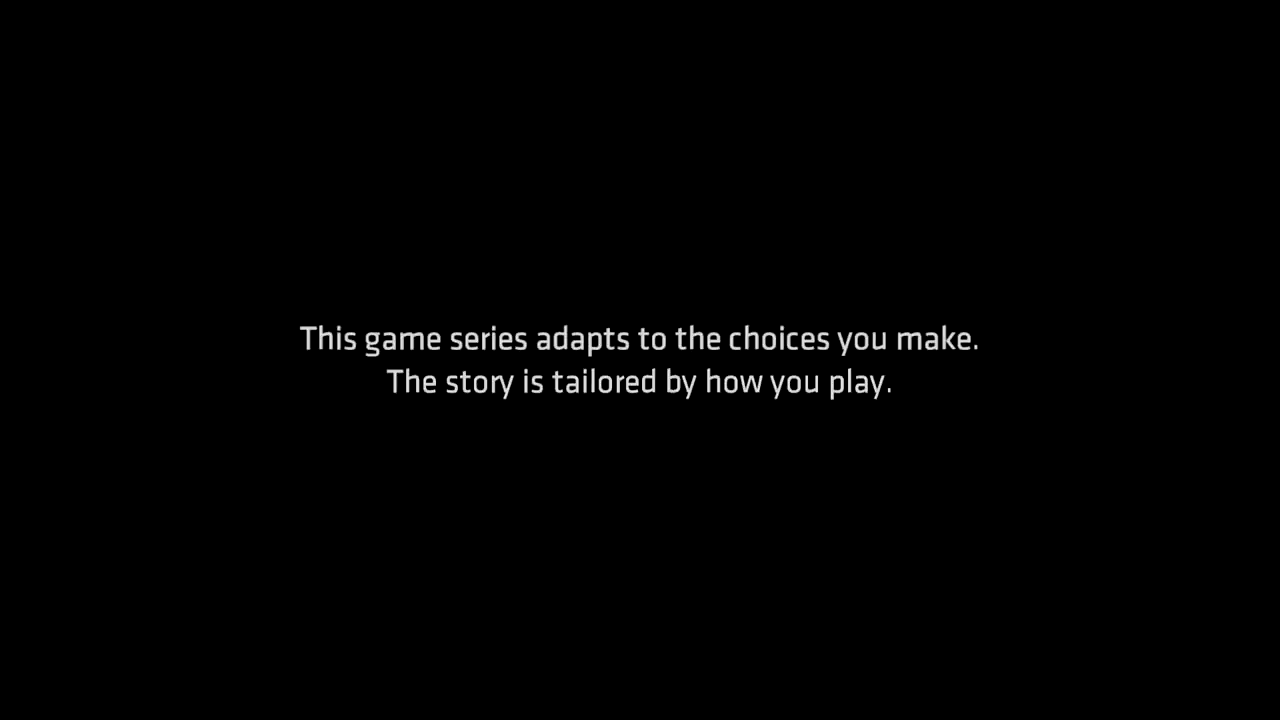 This game series adapts to the choices you make.
The story is tailored by how you play.